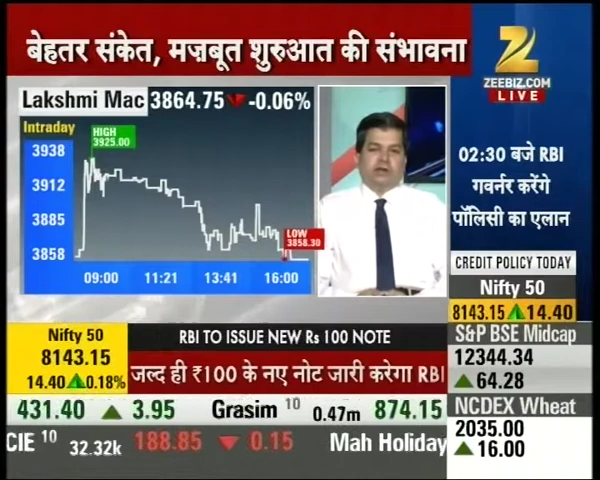 बेहतर संकेत, मज़बूत शुरुआत की संभावना
Z
ZEEBIZ.COM
LIVE
Lakshmi Mac 3864.75 -0.06%
Intraday
HIGH
3925.00
3938
3912
3885
3858
LOW
3858.30
09:00 11:21 13:41 16:00
02:30 बजे RBI
गवर्नर करेंगे
पॉलिसी का एलान
CREDIT POLICY TODAY
Nifty 50
8143.15 14.40
S&P BSE Midcap
12344.34
64.28
NCDEX Wheat
2035.00
16.00
Nifty 50
8143.15
14.40 0.18%
RBI TO ISSUE NEW Rs 100 NOTE
जल्द ही ₹100 के नए नोट जारी करेगा RBI
431.40 3.95 Grasim 10 0.47m 874.15
CIE 10 32.32k 188.85 0.15 Mah Holiday